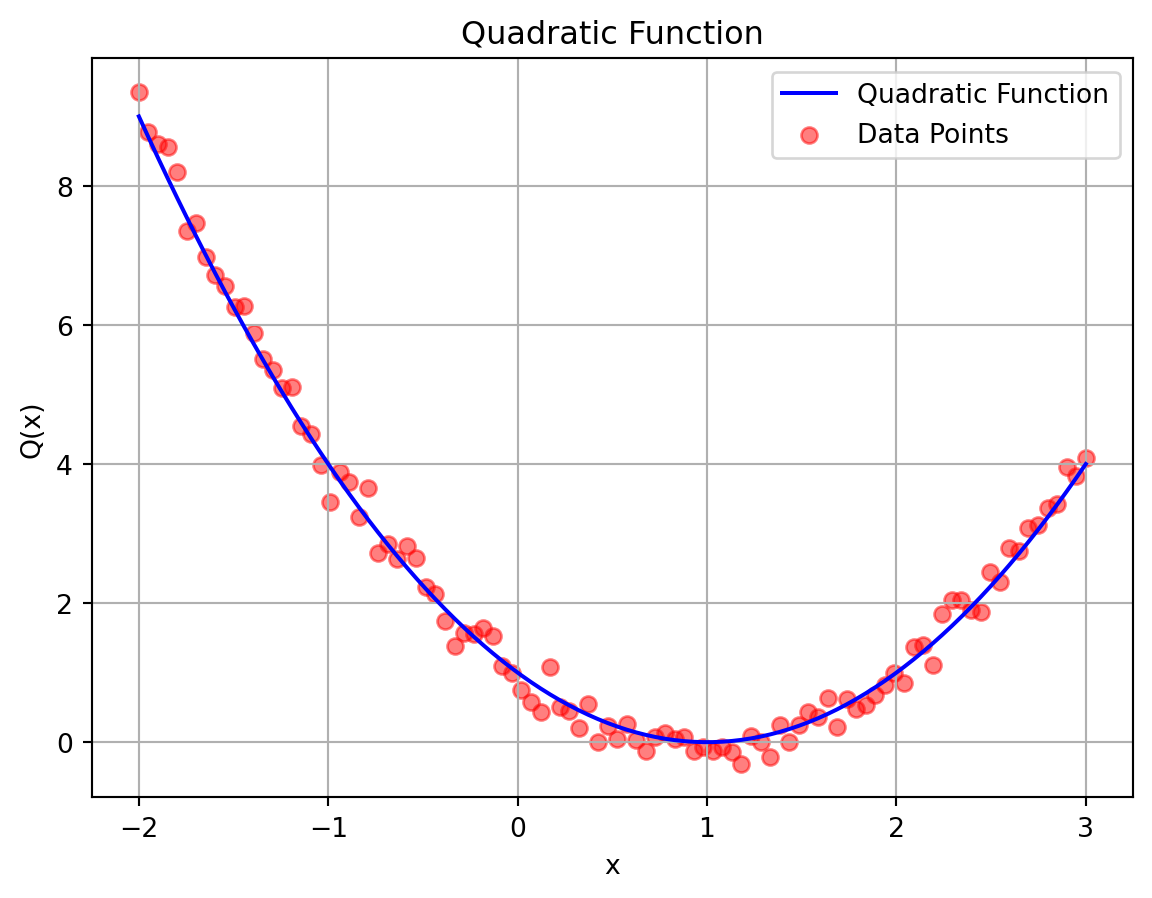 Quadratic Function
Quadratic Function
Data Points
8
6
4
2
0
Q(x)
−2
−1
0
1
2
3
x